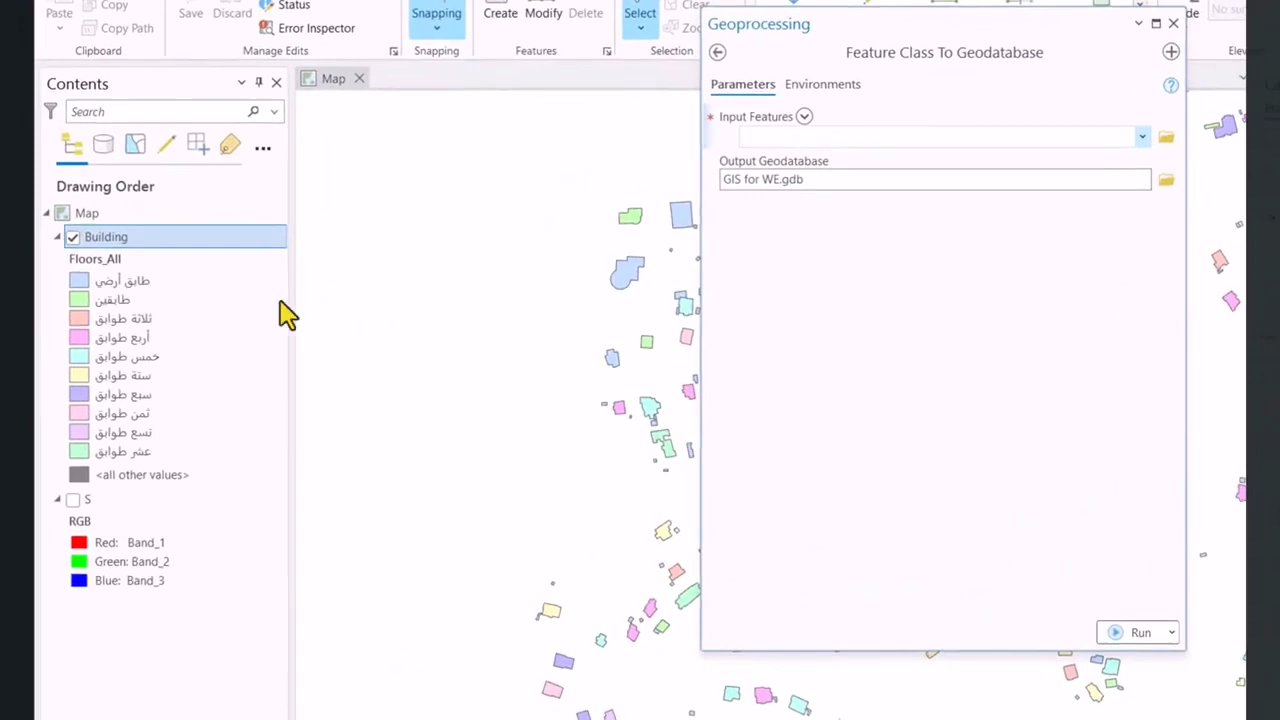 Paste
Copy Path
Clipboard
Save
Discard
Status
Error Inspector
Manage Edits
Snapping
Snapping
Create
Modify
Delete
Features
Select
Clear
Selection
Geoprocessing
Feature Class To Geodatabase
Parameters
Environments
* Input Features
Output Geodatabase
GIS for WE.gdb
Run
Contents
Search
Drawing Order
Map
Building
Floors_All
طابق أرضي
طابقين
ثلاثة طوابق
أربع طوابق
خمس طوابق
ستة طوابق
سبع طوابق
ثمن طوابق
تسع طوابق
عشر طوابق
<all other values>
S
RGB
Red: Band_1
Green: Band_2
Blue: Band_3
Map